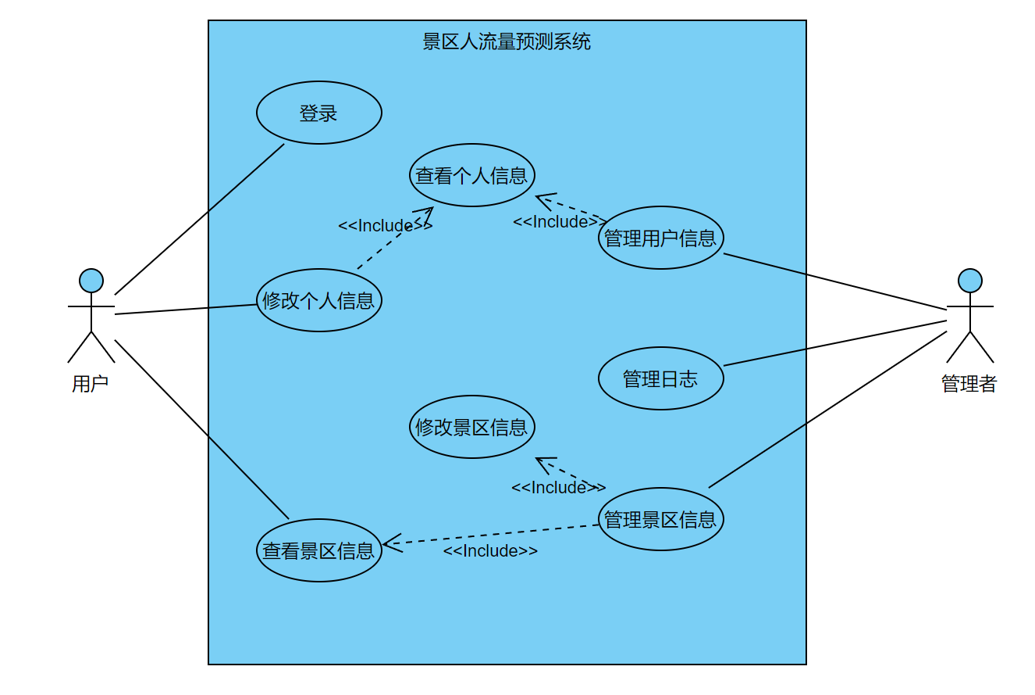 景区人流量预测系统
登录
查看个人信息
<<Include>>
<<Include>>
管理用户信息
修改个人信息
用户
管理者
管理日志
修改景区信息
<<Include>>
管理景区信息
查看景区信息
<<Include>>